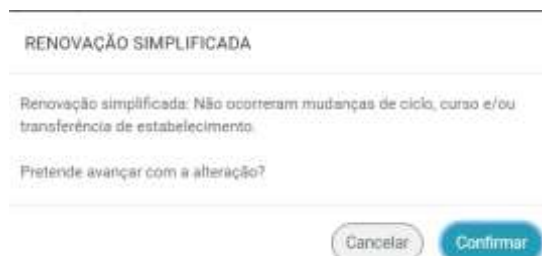 RENOVAÇÃO SIMPLIFICADA
Renovação simplificada: Não ocorreram mudanças de ciclo, curso e/ou
transferência de estabelecimento.
Pretende avançar com a alteração?
Cancelar Confirmar